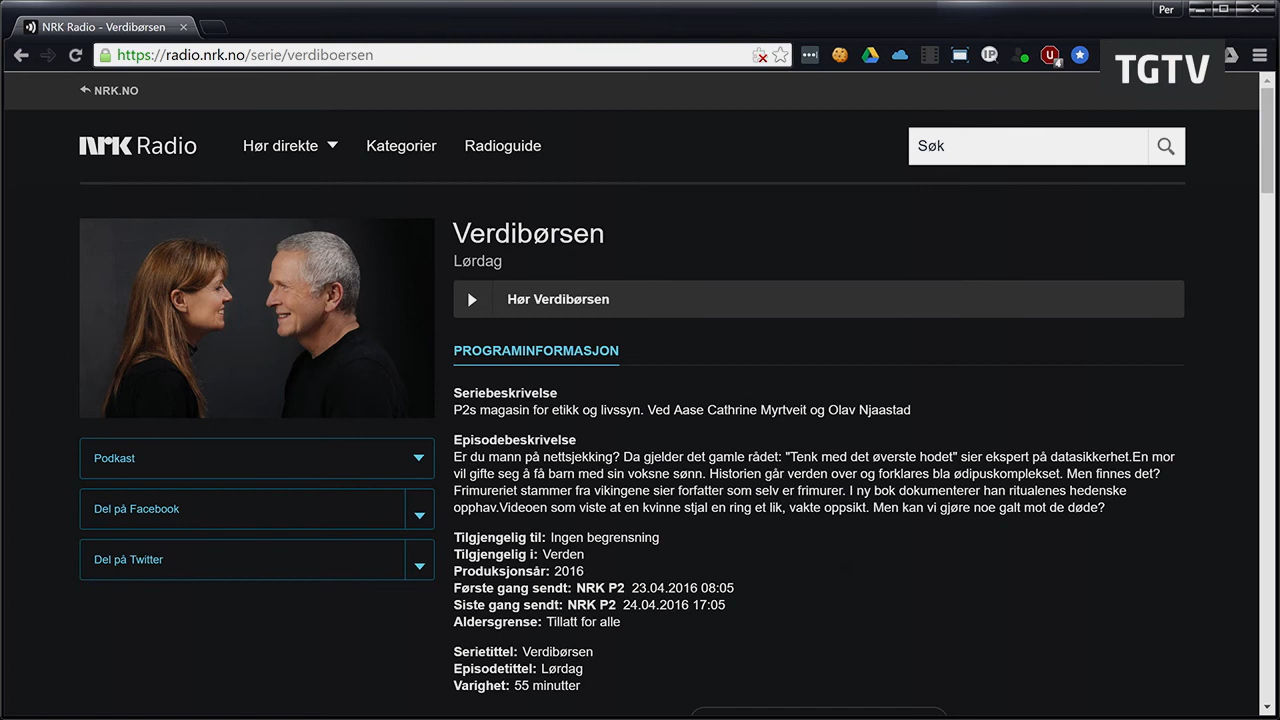 Per
NRK Radio - Verdibørsen
https://radio.nrk.no/serie/verdiboersen
IP
4
TGTV
NRK.NO
NRK Radio
Hør direkte
Kategorier
Radioguide
Søk
Verdibørsen
Lørdag
Hør Verdibørsen
PROGRAMINFORMASJON
Seriebeskrivelse
P2s magasin for etikk og livssyn. Ved Aase Cathrine Myrtveit og Olav Njaastad
Episodebeskrivelse
Er du mann på nettsjekking? Da gjelder det gamle rådet: "Tenk med det øverste hodet" sier ekspert på datasikkerhet.En mor
vil gifte seg å få barn med sin voksne sønn. Historien går verden over og forklares bla ødipuskomplekset. Men finnes det?
Frimureriet stammer fra vikingene sier forfatter som selv er frimurer. I ny bok dokumenterer han ritualenes hedenske
opphav.Videoen som viste at en kvinne stjal en ring et lik, vakte oppsikt. Men kan vi gjøre noe galt mot de døde?
Tilgjengelig til: Ingen begrensning
Tilgjengelig i: Verden
Produksjonsår: 2016
Første gang sendt: NRK P2 23.04.2016 08:05
Siste gang sendt: NRK P2 24.04.2016 17:05
Aldersgrense: Tillatt for alle
Serietittel: Verdibørsen
Episodetittel: Lørdag
Varighet: 55 minutter
Podkast
Del på Facebook
Del på Twitter